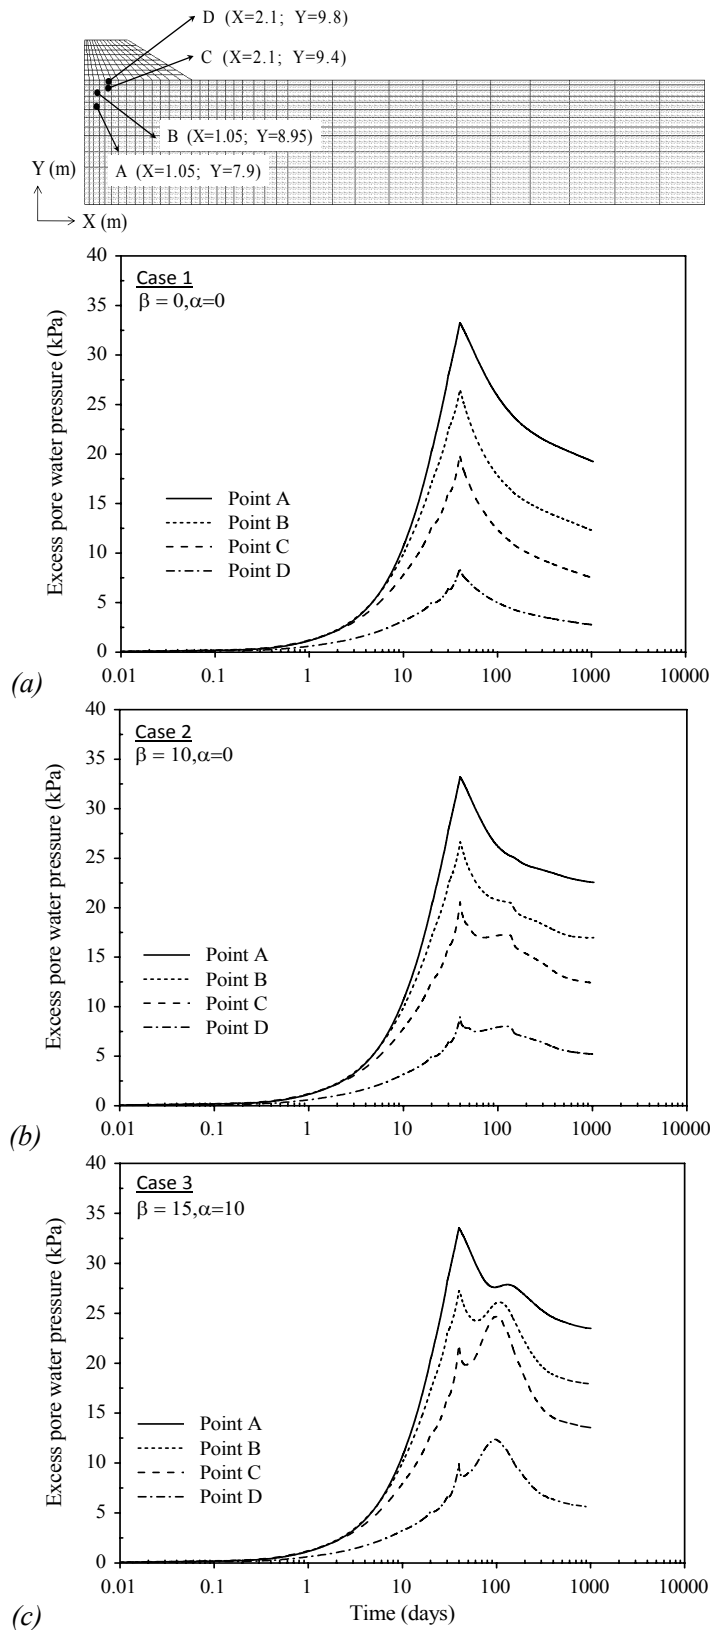 D (X=2.1; Y=9.8)
C (X=2.1; Y=9.4)
B (X=1.05; Y=8.95)
A (X=1.05; Y=7.9)
Y (m)
X (m)
Case 1
β = 0,α=0
Excess pore water pressure (kPa)
40
35
30
25
20
15
10
5
0
Point A
Point B
Point C
Point D
0.01 0.1 1 10 100 1000 10000
(a)
Case 2
β = 10,α=0
Excess pore water pressure (kPa)
40
35
30
25
20
15
10
5
0
Point A
Point B
Point C
Point D
0.01 0.1 1 10 100 1000 10000
(b)
Case 3
β = 15,α=10
Excess pore water pressure (kPa)
40
35
30
25
20
15
10
5
0
Point A
Point B
Point C
Point D
0.01 0.1 1 10 100 1000 10000
Time (days)
(c)